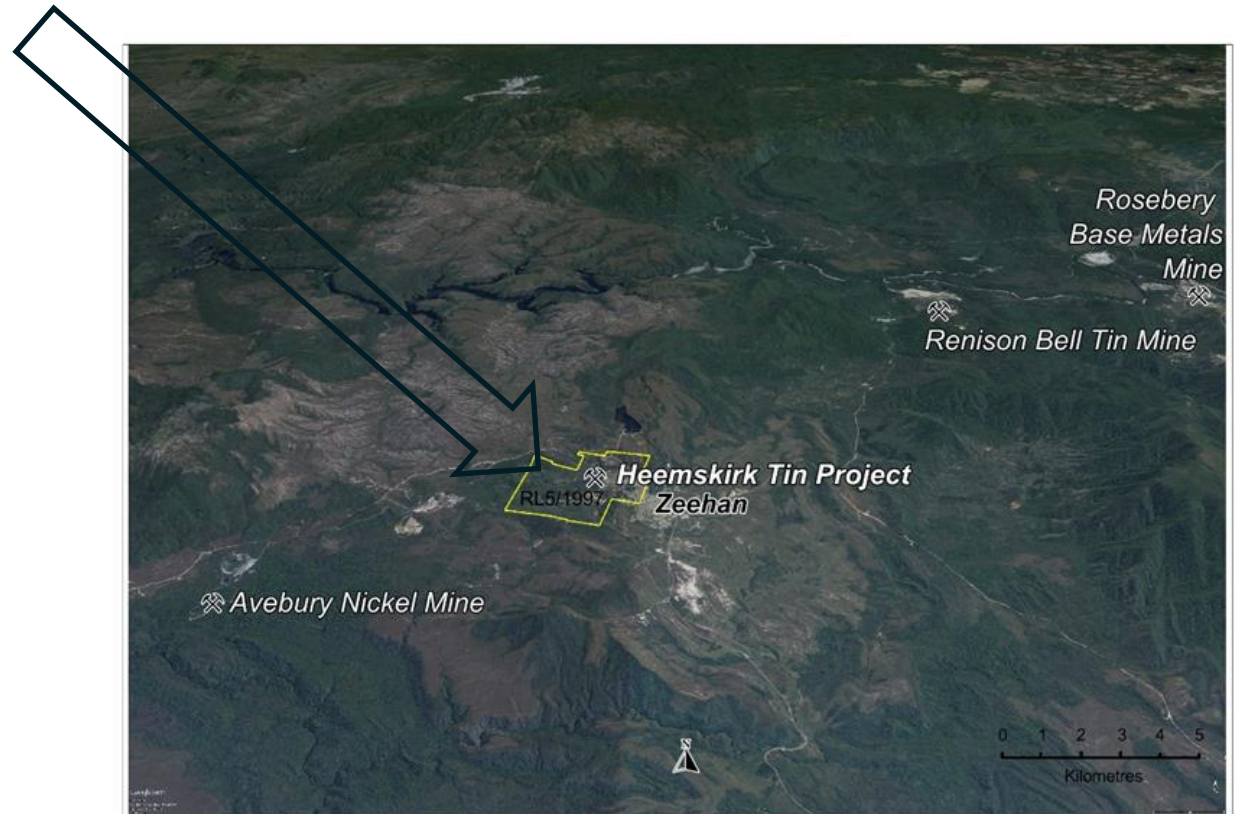 Rosebery
Base Metals
Mine
Renison Bell Tin Mine
Heemskirk Tin Project
RL5/1997
Zeehan
Avebury Nickel Mine
N
0 1 2 3 4 5
Kilometres